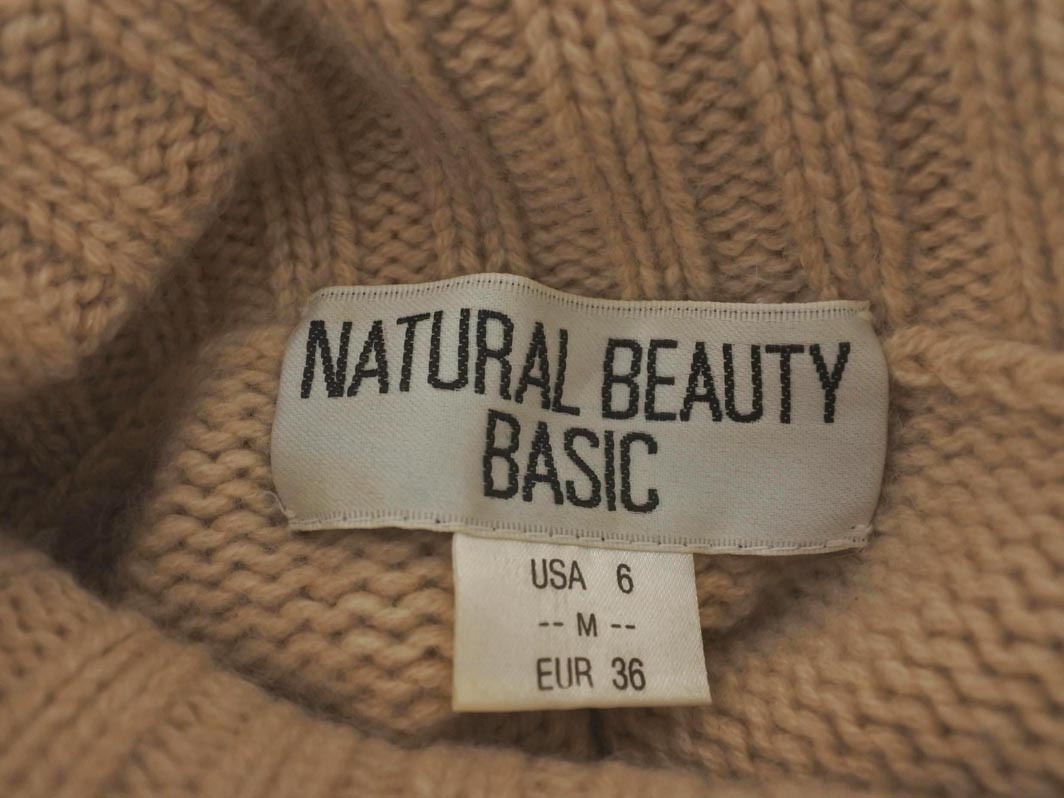 NATURAL BEAUTY
BASIC
USA 6
-- M --
EUR 36